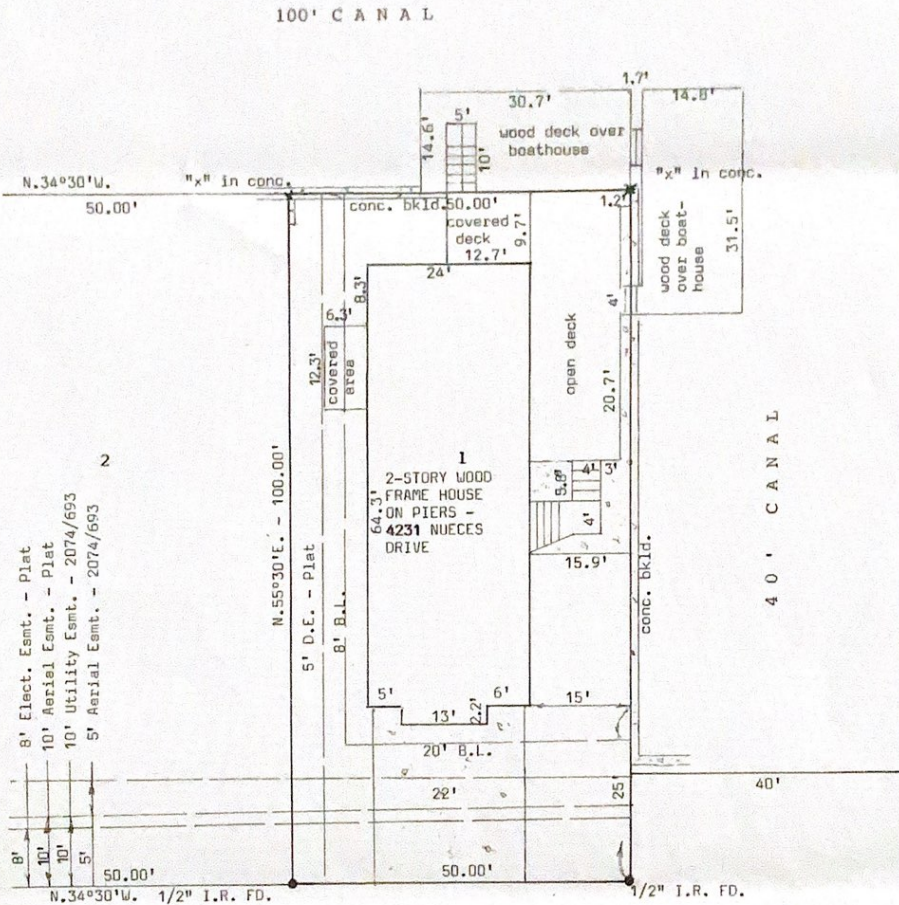 100' C A N A L
1.7'
30.7'
14.8'
5'
14.6'
10'
wood deck over
boathouse
N.34°30'W.
"x" in conc.
"x" in conc.
50.00'
conc. bkld.
50.00'
1.2'
covered
deck
9.7'
12.7'
wood deck
over boat-
house
31.5'
24'
8.3'
4'
6.3'
12.3'
covered
area
open deck
20.7'
2
1
2-STORY WOOD
FRAME HOUSE
ON PIERS -
4231 NUECES
DRIVE
64.3'
4'
3'
4'
15.9'
40' C A N A L
N.55°30'E. - 100.00'
5' D.E. - Plat
8' B.L.
conc. bkld.
8' Elect. Esmt. - Plat
10' Aerial Esmt. - Plat
10' Utility Esmt. - 2074/693
5' Aerial Esmt. - 2074/693
5'
6'
13'
2.2'
15'
20' B.L.
22'
25'
40'
8'
10'
10'
5'
50.00'
50.00'
N.34°30'W.
1/2" I.R. FD.
1/2" I.R. FD.